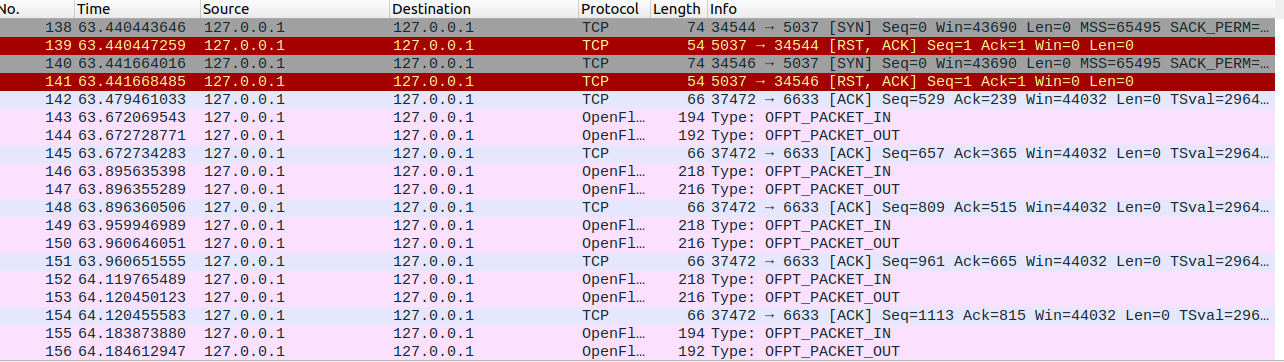 No. Time Source Destination Protocol Length Info
138 63.440443646 127.0.0.1 127.0.0.1 TCP 74 34544 → 5037 [SYN] Seq=0 Win=43690 Len=0 MSS=65495 SACK_PERM=…
139 63.440447259 127.0.0.1 127.0.0.1 TCP 54 5037 → 34544 [RST, ACK] Seq=1 Ack=1 Win=0 Len=0
140 63.441664016 127.0.0.1 127.0.0.1 TCP 74 34546 → 5037 [SYN] Seq=0 Win=43690 Len=0 MSS=65495 SACK_PERM=…
141 63.441668485 127.0.0.1 127.0.0.1 TCP 54 5037 → 34546 [RST, ACK] Seq=1 Ack=1 Win=0 Len=0
142 63.479461033 127.0.0.1 127.0.0.1 TCP 66 37472 → 6633 [ACK] Seq=529 Ack=239 Win=44032 Len=0 TSval=2964…
143 63.672069543 127.0.0.1 127.0.0.1 OpenFl… 194 Type: OFPT_PACKET_IN
144 63.672728771 127.0.0.1 127.0.0.1 OpenFl… 192 Type: OFPT_PACKET_OUT
145 63.672734283 127.0.0.1 127.0.0.1 TCP 66 37472 → 6633 [ACK] Seq=657 Ack=365 Win=44032 Len=0 TSval=2964…
146 63.895635398 127.0.0.1 127.0.0.1 OpenFl… 218 Type: OFPT_PACKET_IN
147 63.896355289 127.0.0.1 127.0.0.1 OpenFl… 216 Type: OFPT_PACKET_OUT
148 63.896360506 127.0.0.1 127.0.0.1 TCP 66 37472 → 6633 [ACK] Seq=809 Ack=515 Win=44032 Len=0 TSval=2964…
149 63.959946989 127.0.0.1 127.0.0.1 OpenFl… 218 Type: OFPT_PACKET_IN
150 63.960646051 127.0.0.1 127.0.0.1 OpenFl… 216 Type: OFPT_PACKET_OUT
151 63.960651555 127.0.0.1 127.0.0.1 TCP 66 37472 → 6633 [ACK] Seq=961 Ack=665 Win=44032 Len=0 TSval=2964…
152 64.119765489 127.0.0.1 127.0.0.1 OpenFl… 218 Type: OFPT_PACKET_IN
153 64.120450123 127.0.0.1 127.0.0.1 OpenFl… 216 Type: OFPT_PACKET_OUT
154 64.120455583 127.0.0.1 127.0.0.1 TCP 66 37472 → 6633 [ACK] Seq=1113 Ack=815 Win=44032 Len=0 TSval=296…
155 64.183873880 127.0.0.1 127.0.0.1 OpenFl… 194 Type: OFPT_PACKET_IN
156 64.184612947 127.0.0.1 127.0.0.1 OpenFl… 192 Type: OFPT_PACKET_OUT